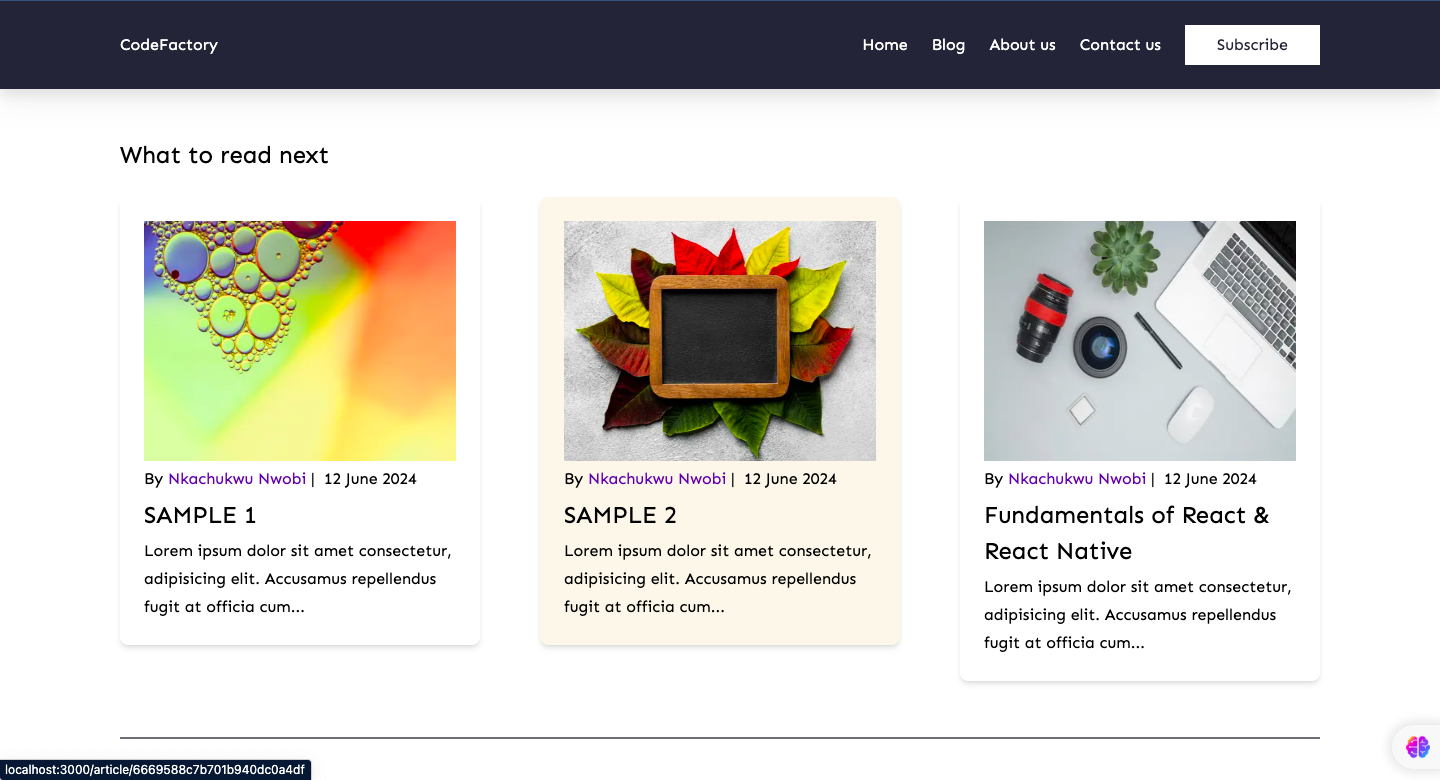 CodeFactory
Home Blog About us Contact us Subscribe
What to read next
By Nkachukwu Nwobi | 12 June 2024
SAMPLE 1
Lorem ipsum dolor sit amet consectetur,
adipisicing elit. Accusamus repellendus
fugit at officia cum...
By Nkachukwu Nwobi | 12 June 2024
SAMPLE 2
Lorem ipsum dolor sit amet consectetur,
adipisicing elit. Accusamus repellendus
fugit at officia cum...
By Nkachukwu Nwobi | 12 June 2024
Fundamentals of React &
React Native
Lorem ipsum dolor sit amet consectetur,
adipisicing elit. Accusamus repellendus
fugit at officia cum...
localhost:3000/article/6669588c7b701b940dc0a4df